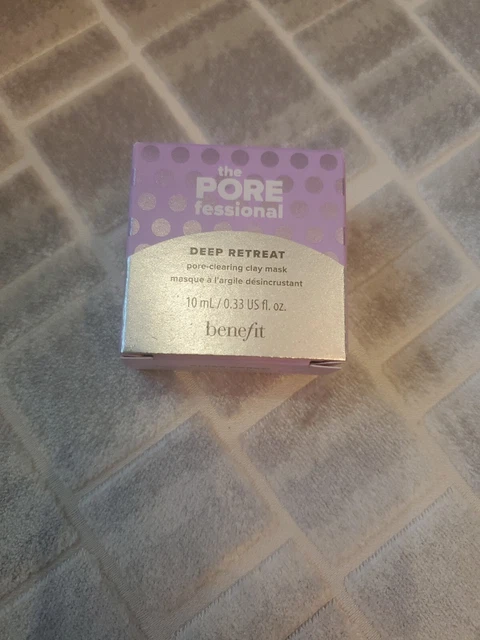 the
PORE
fessional
DEEP RETREAT
pore-clearing clay mask
masque à l'argile désincrustant
10 mL / 0.33 US fl. oz.
benefit